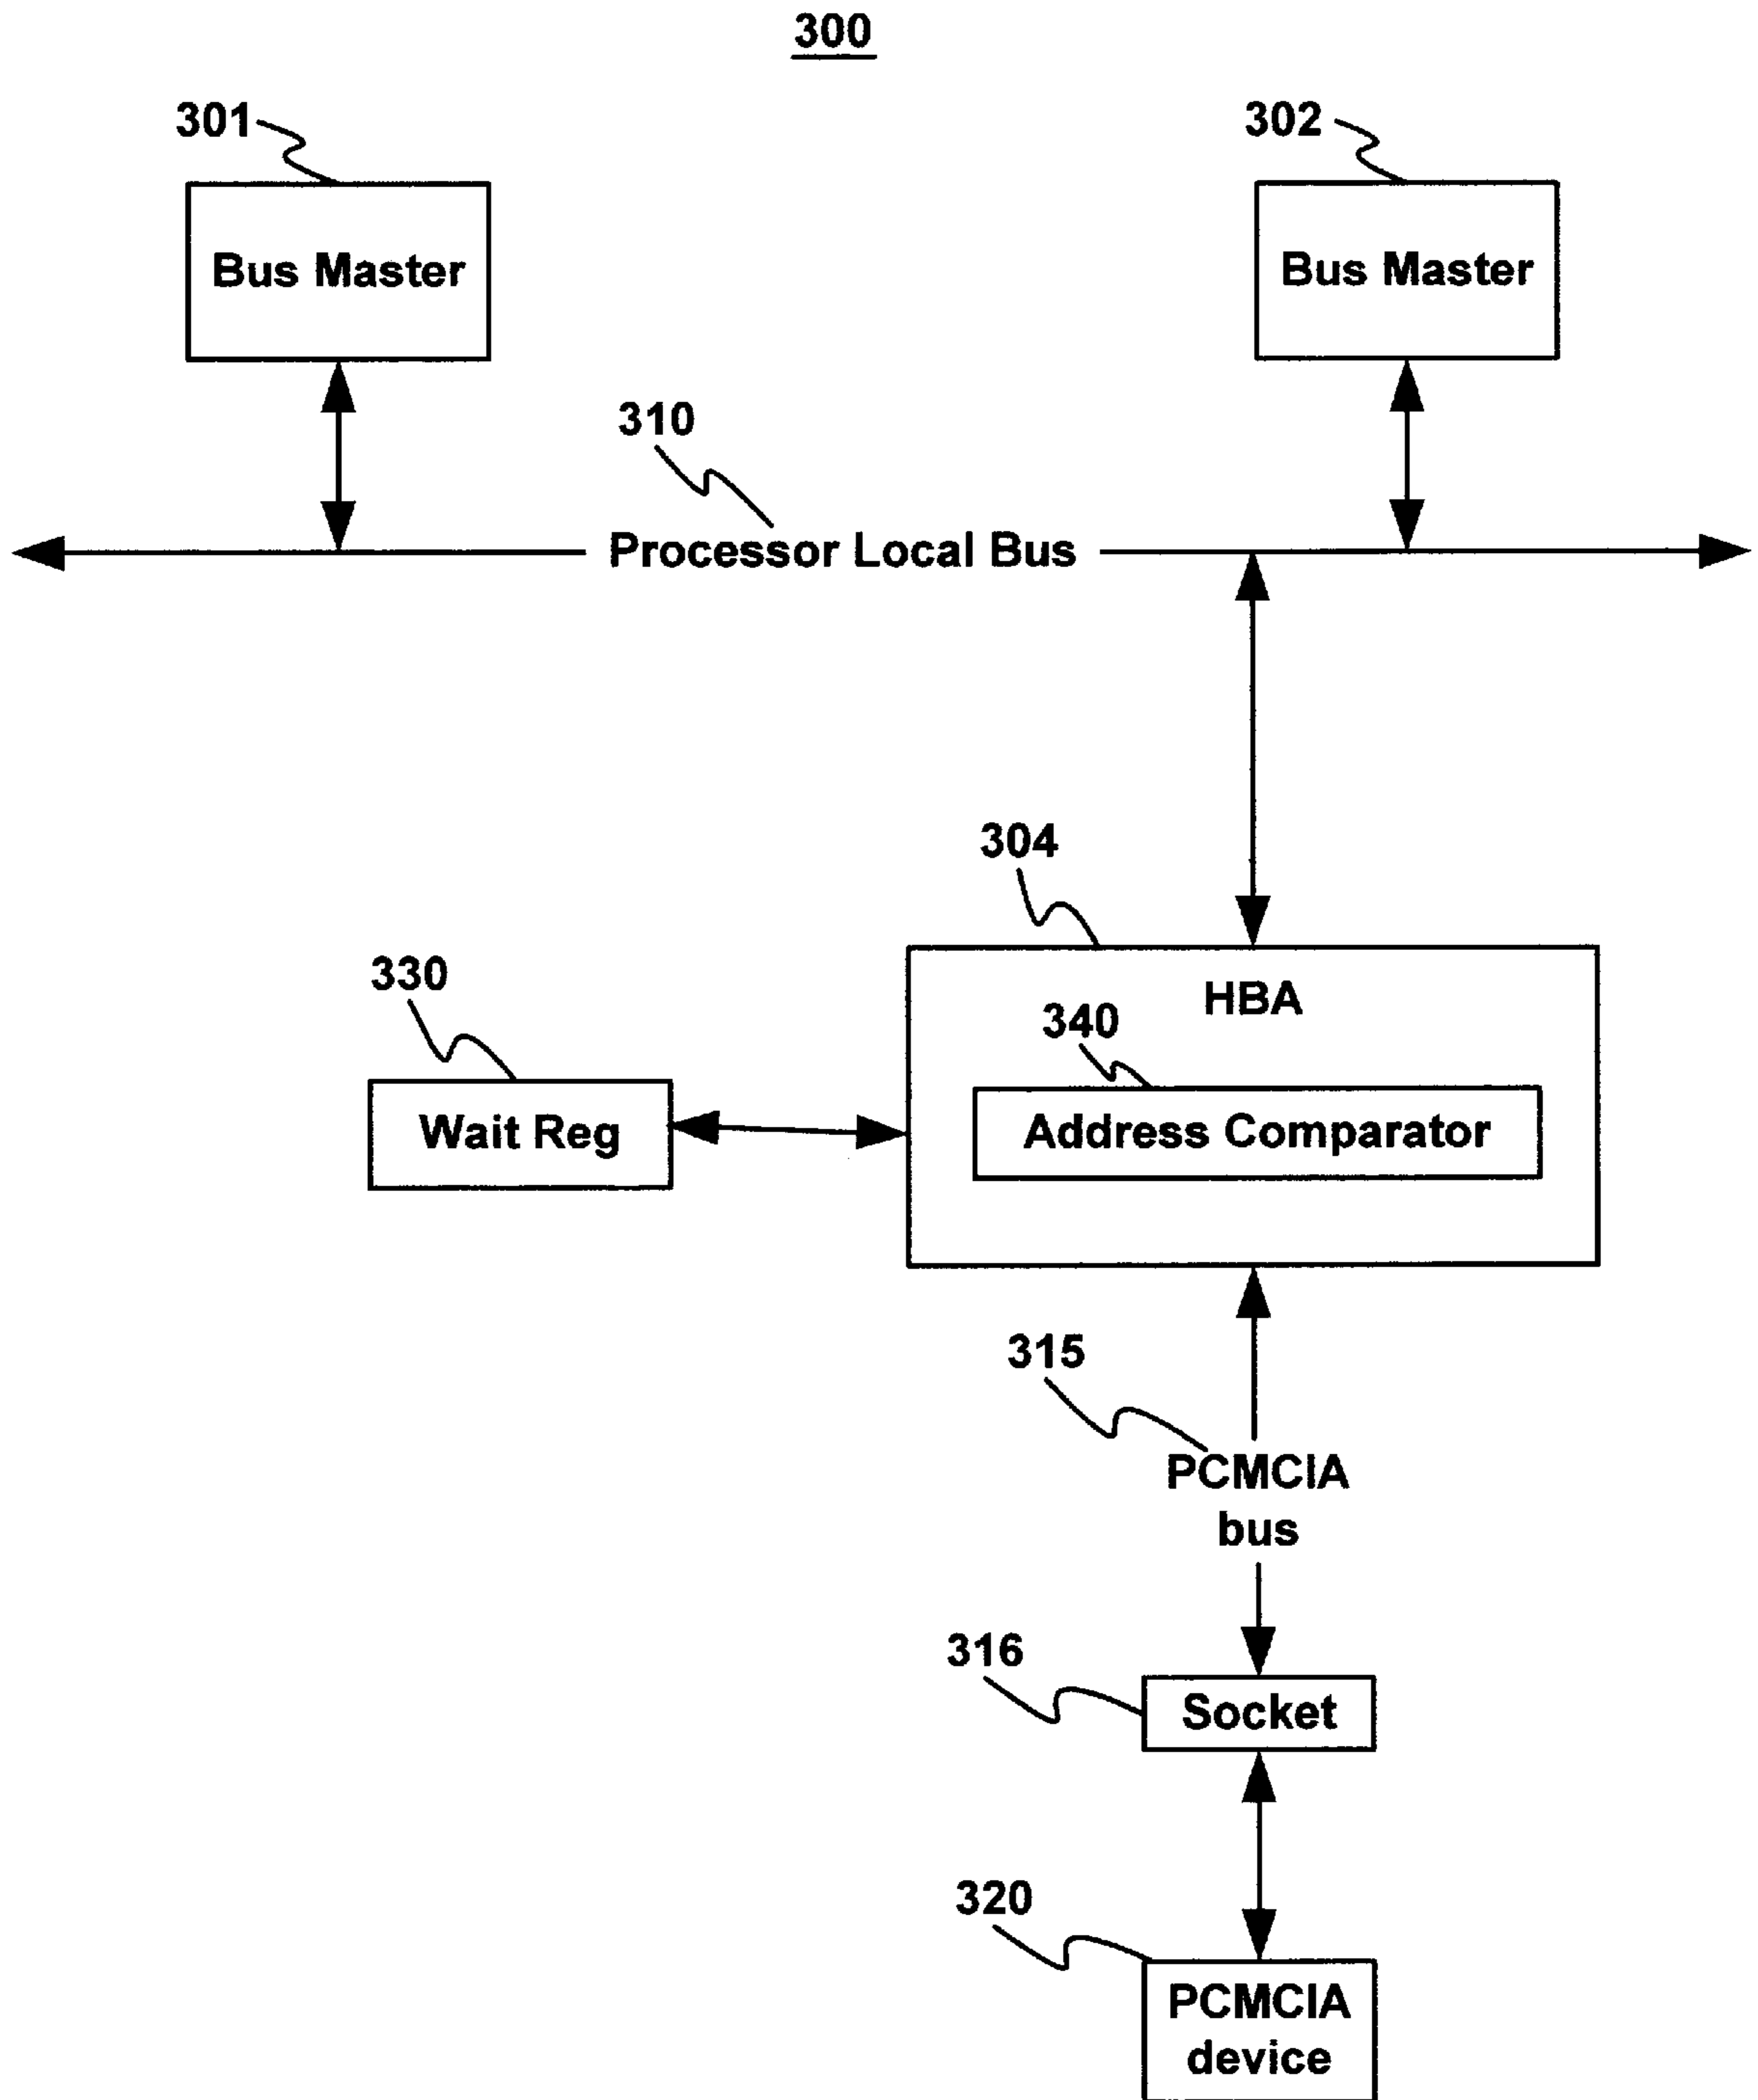 300
301
302
Bus Master
Bus Master
310
Processor Local Bus
304
330
HBA
340
Wait Reg
Address Comparator
315
PCMCIA
bus
316
Socket
320
PCMCIA
device